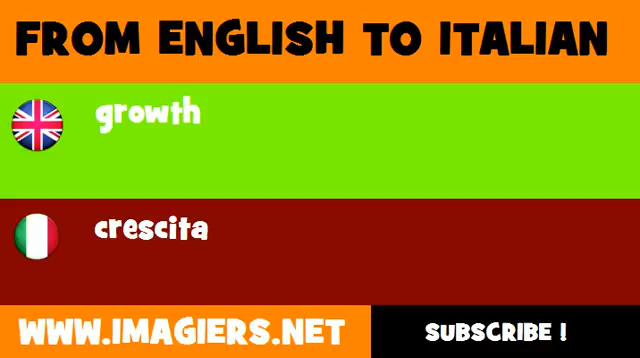 FROM ENGLISH TO ITALIAN
growth
crescita
WWW.IMAGIERS.NET
SUBSCRIBE !